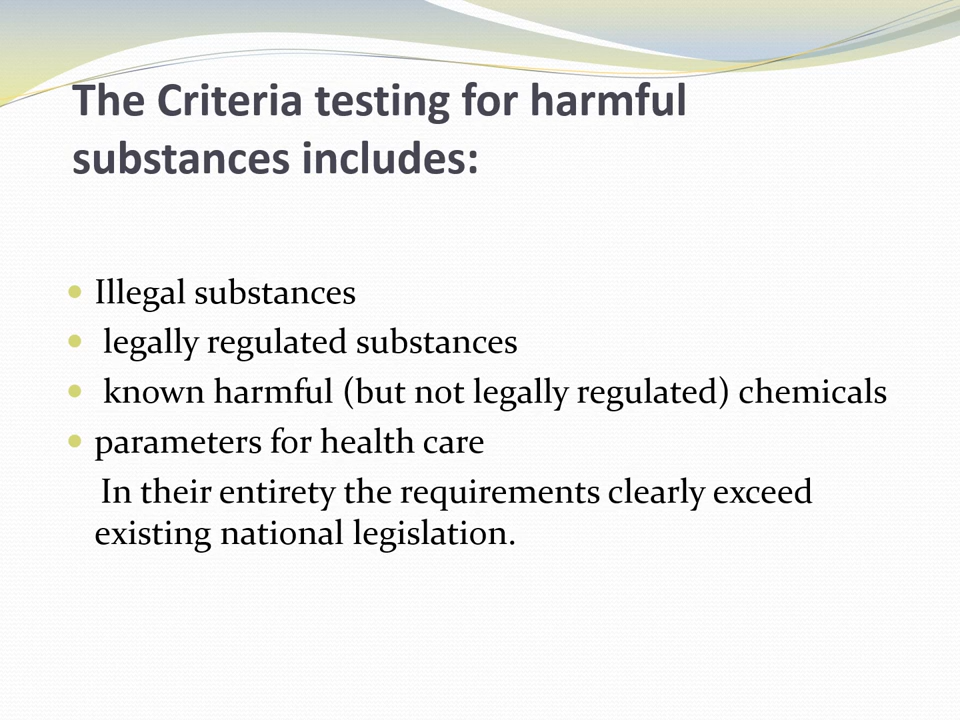 The Criteria testing for harmful
substances includes:
Illegal substances
legally regulated substances
known harmful (but not legally regulated) chemicals
parameters for health care
In their entirety the requirements clearly exceed
existing national legislation.